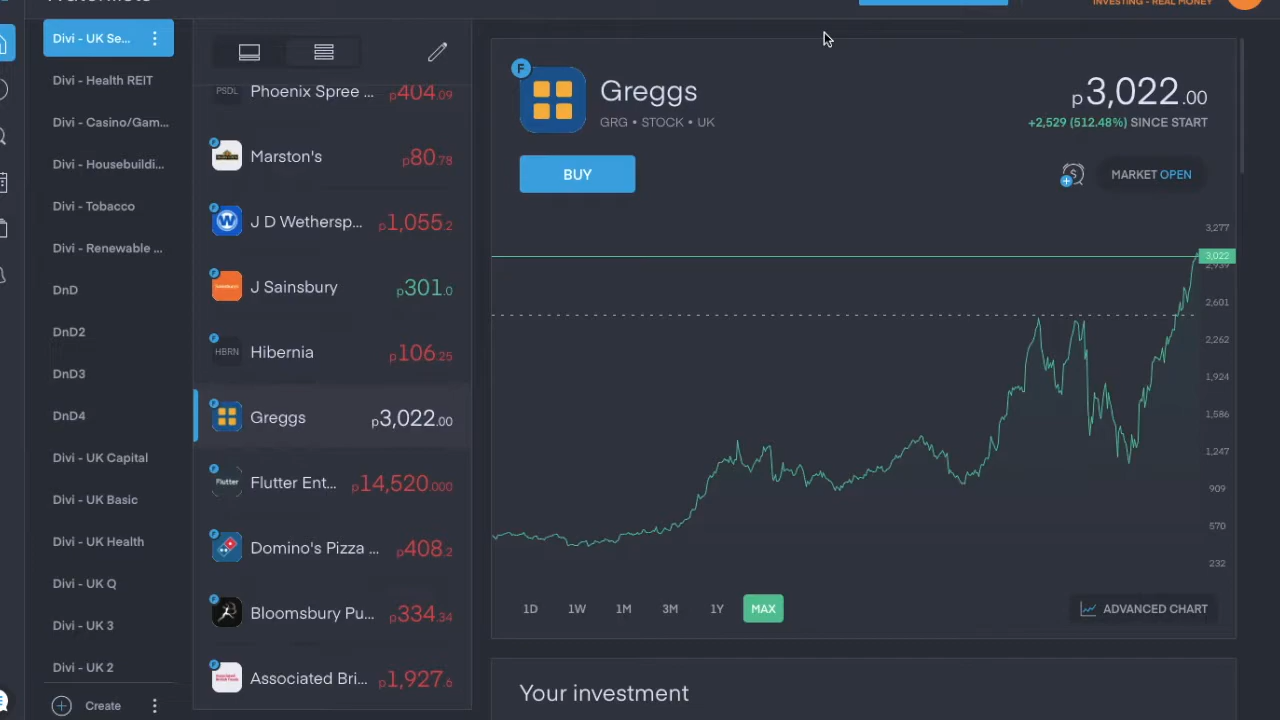 INVESTING - REAL MONEY
Divi - UK Se...
Divi - Health REIT
Divi - Casino/Gam...
Divi - Housebuildi...
Divi - Tobacco
Divi - Renewable ...
DnD
DnD2
DnD3
DnD4
Divi - UK Capital
Divi - UK Basic
Divi - UK Health
Divi - UK Q
Divi - UK 3
Divi - UK 2
Create
PSDL Phoenix Spree ... p404.09
Marston's p80.78
J D Wethersp... p1,055.2
J Sainsbury p301.0
HBRN Hibernia p106.25
Greggs p3,022.00
Flutter Flutter Ent... p14,520.000
Domino's Pizza ... p408.2
Bloomsbury Pu... p334.34
Associated Bri... p1,927.6
F
Greggs
GRG • STOCK • UK
p3,022.00
+2,529 (512.48%) SINCE START
BUY
MARKET OPEN
3,277
3,022
2,939
2,601
2,262
1,924
1,586
1,247
909
570
232
1D 1W 1M 3M 1Y MAX
ADVANCED CHART
Your investment